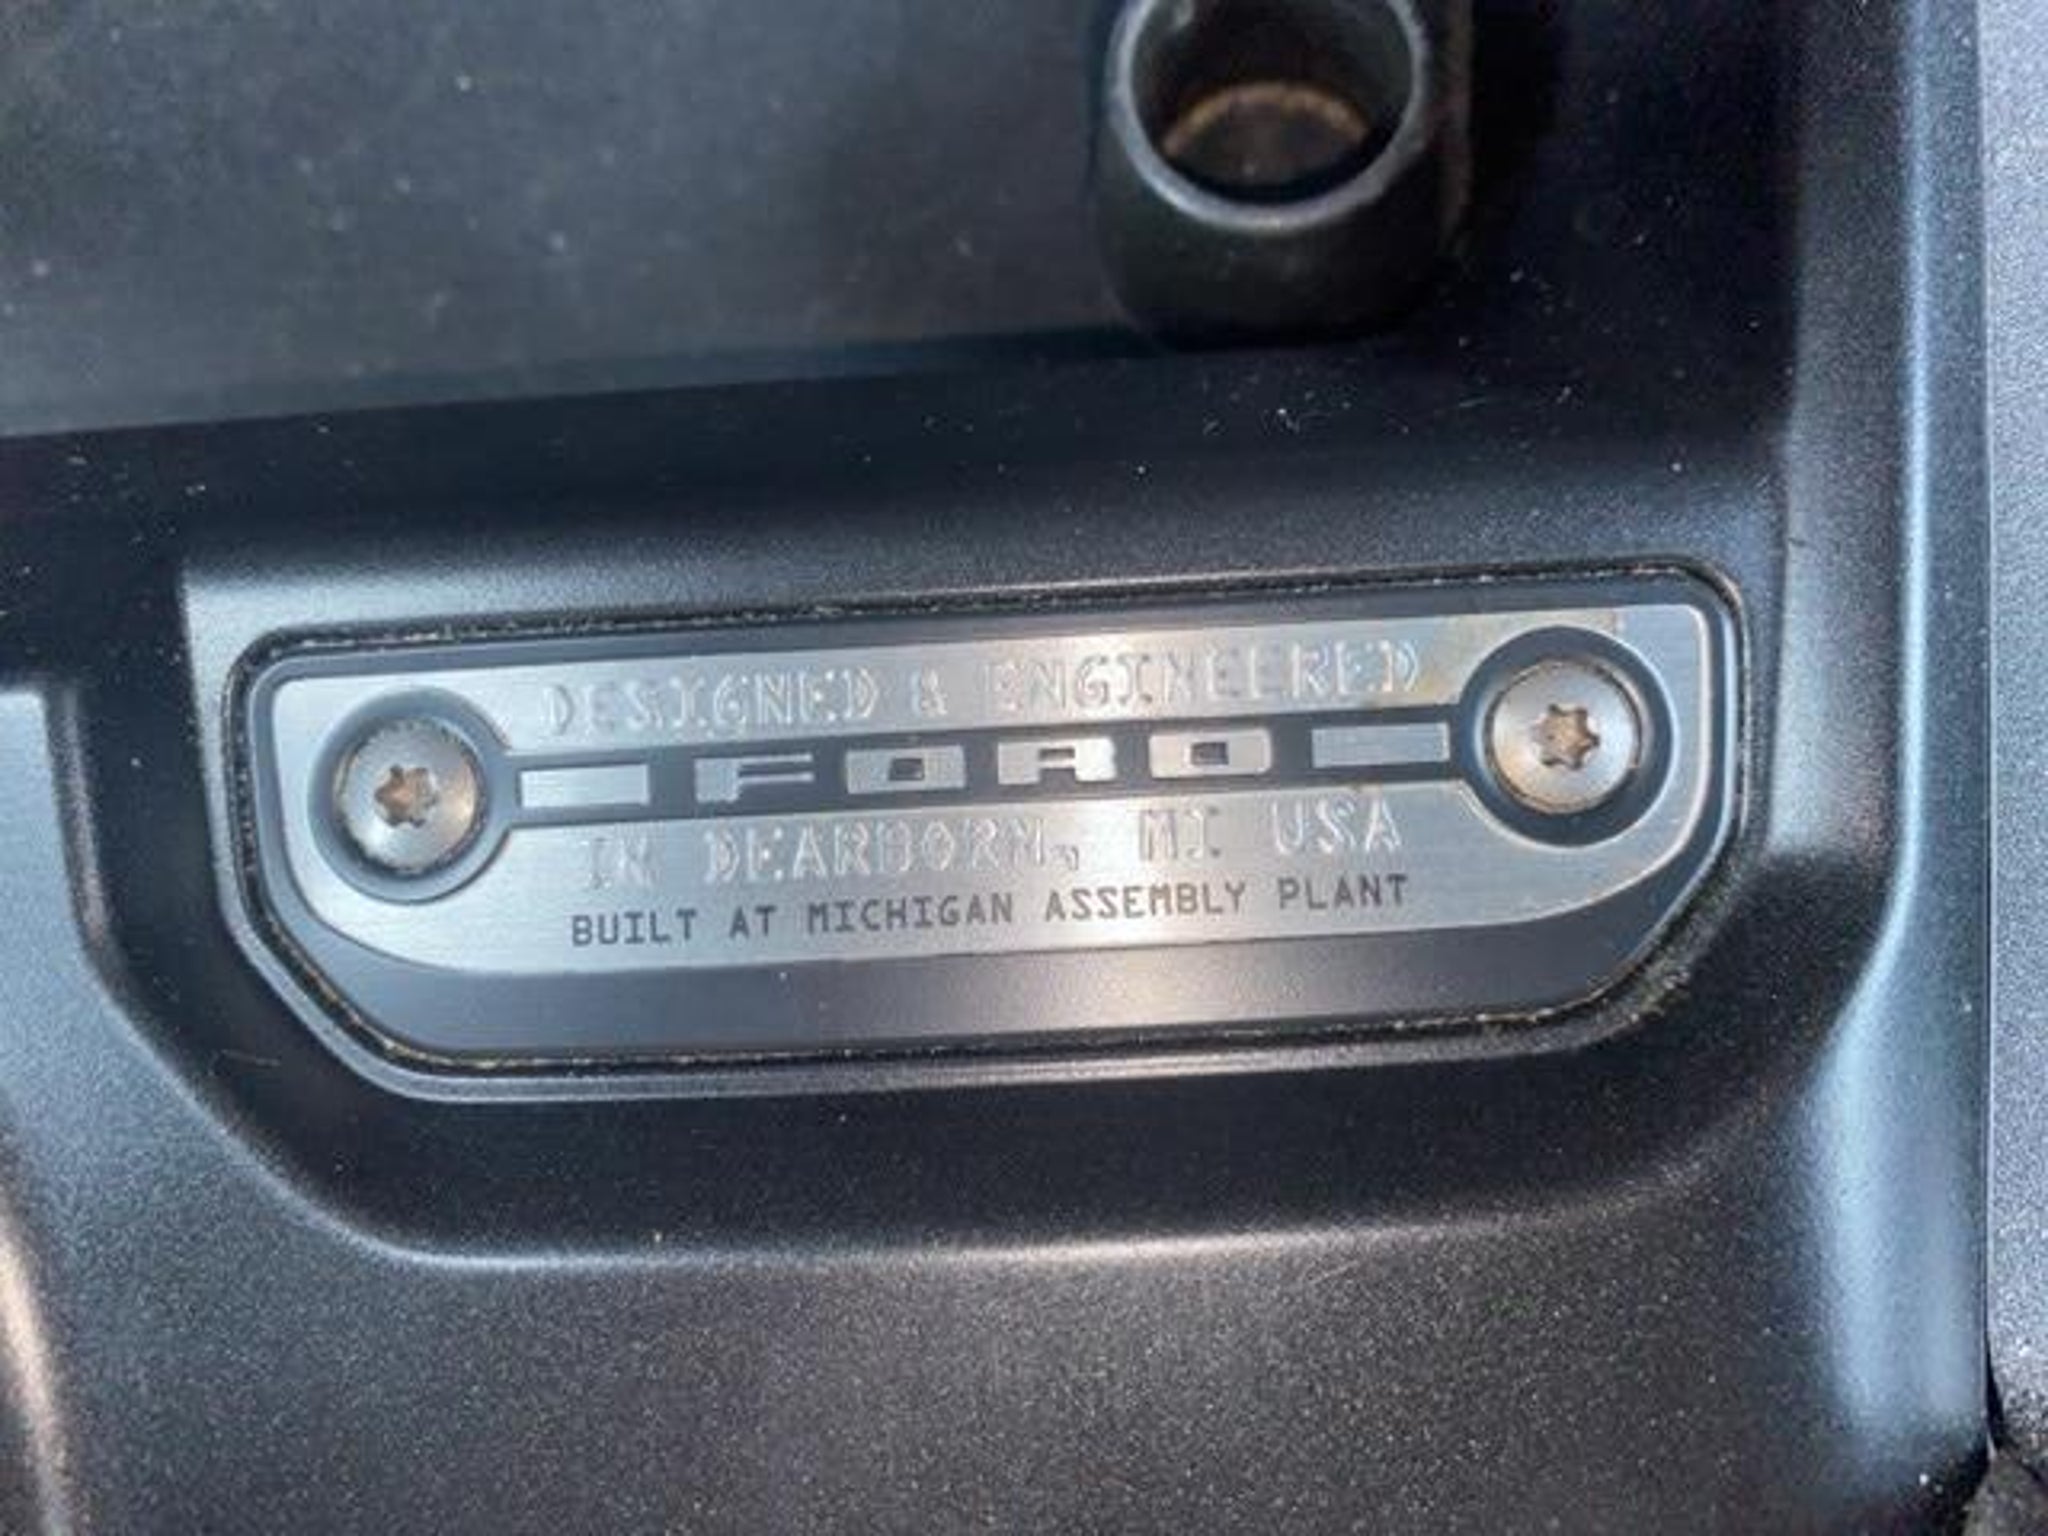 DESIGNED & ENGINEERED
FORD
IN DEARBORN, MI USA
BUILT AT MICHIGAN ASSEMBLY PLANT